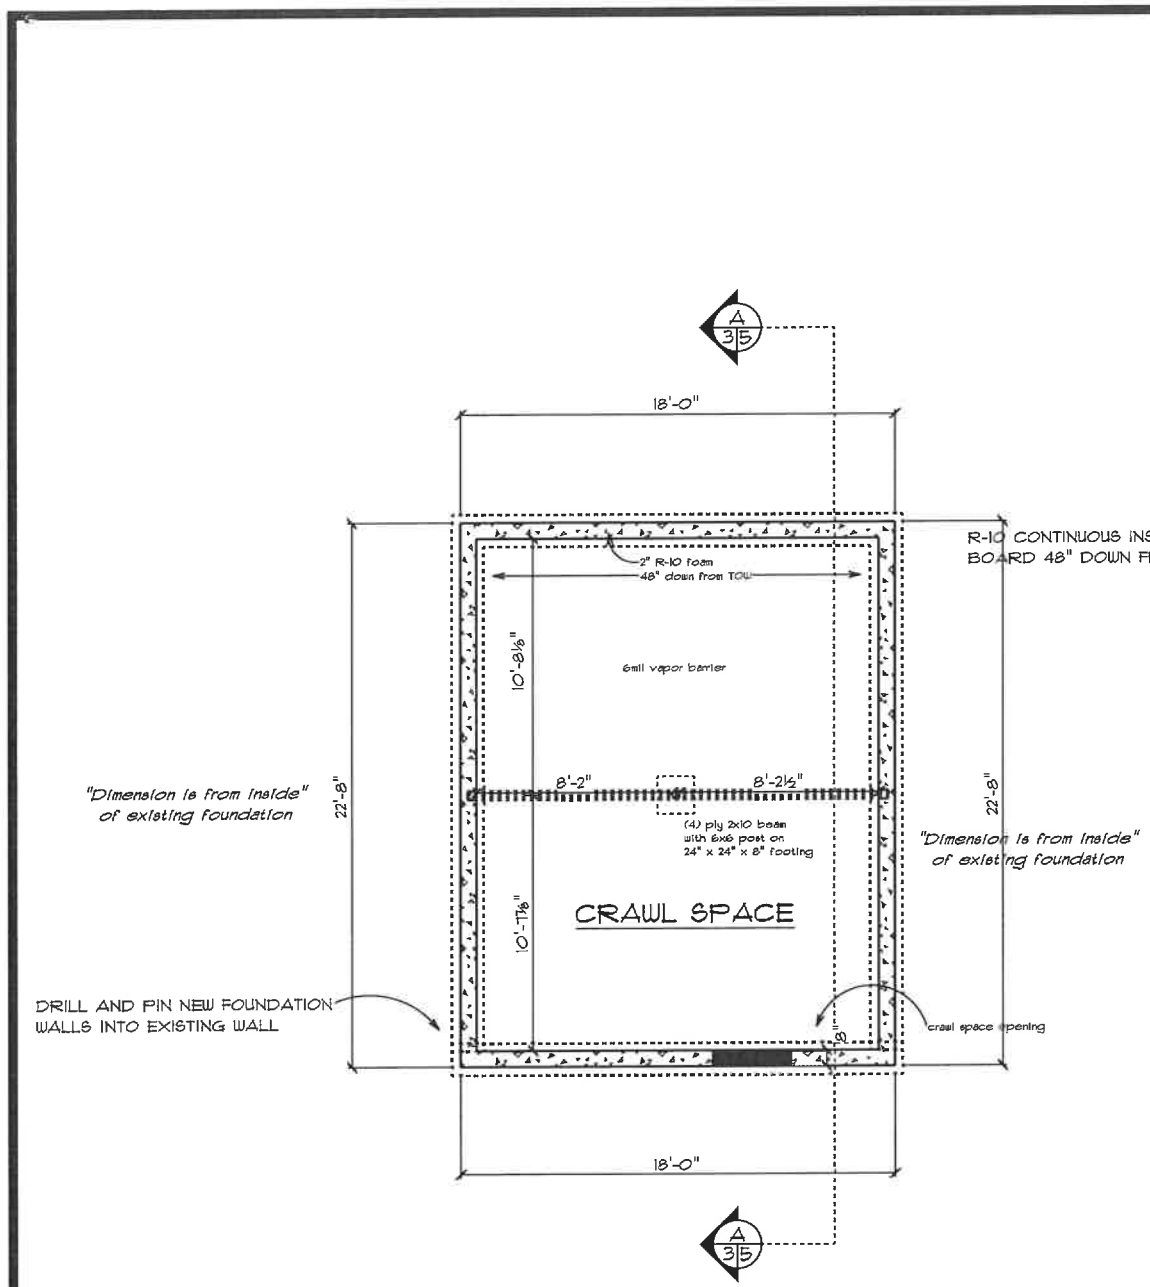 A
3 5
18'-0"
R-10 CONTINUOUS INS
BOARD 48" DOWN F
2" R-10 foam
48" down from TOW
10'-8⅛"
6mil vapor barrier
22'-8"
8'-2"
8'-2½"
22'-8"
"Dimension is from inside"
of existing foundation
(4) ply 2x10 beam
with 6x6 post on
24" x 24" x 8" footing
"Dimension is from inside"
of existing foundation
CRAWL SPACE
10'-7⅞"
DRILL AND PIN NEW FOUNDATION
WALLS INTO EXISTING WALL
crawl space opening
8"
18'-0"
A
3 5